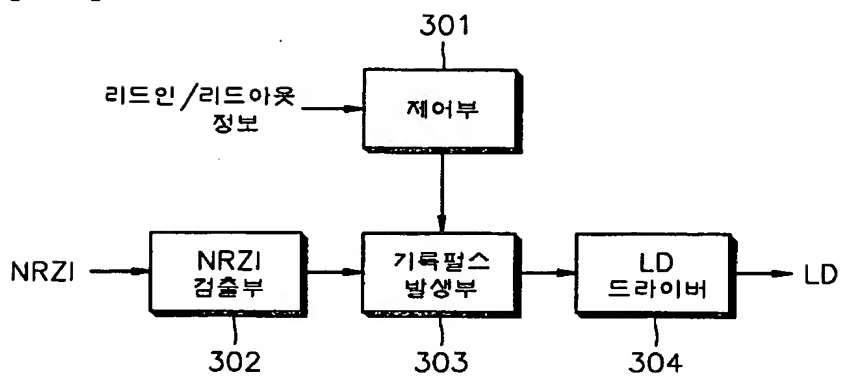 301
리드인/리드아웃
정보
제어부
NRZI
NRZI
검출부
기록펄스
발생부
LD
드라이버
LD
302
303
304